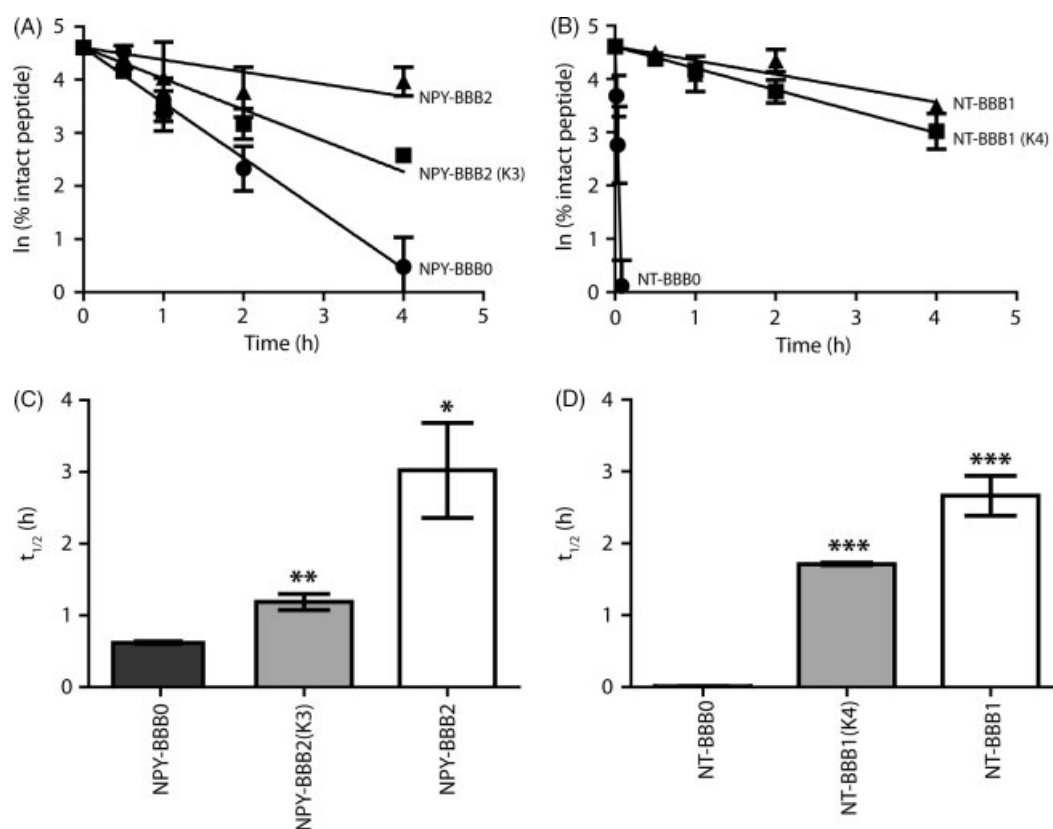 (A)
5
4
3
2
1
0
ln (% intact peptide)
0 1 2 3 4 5
Time (h)
NPY-BBB2
NPY-BBB2 (K3)
NPY-BBB0
(B)
5
4
3
2
1
0
ln (% intact peptide)
0 1 2 3 4 5
Time (h)
NT-BBB1
NT-BBB1 (K4)
NT-BBB0
(C)
4
3
2
1
0
t1/2 (h)
**
*
NPY-BBB0
NPY-BBB2(K3)
NPY-BBB2
(D)
4
3
2
1
0
t1/2 (h)
***
***
NT-BBB0
NT-BBB1(K4)
NT-BBB1